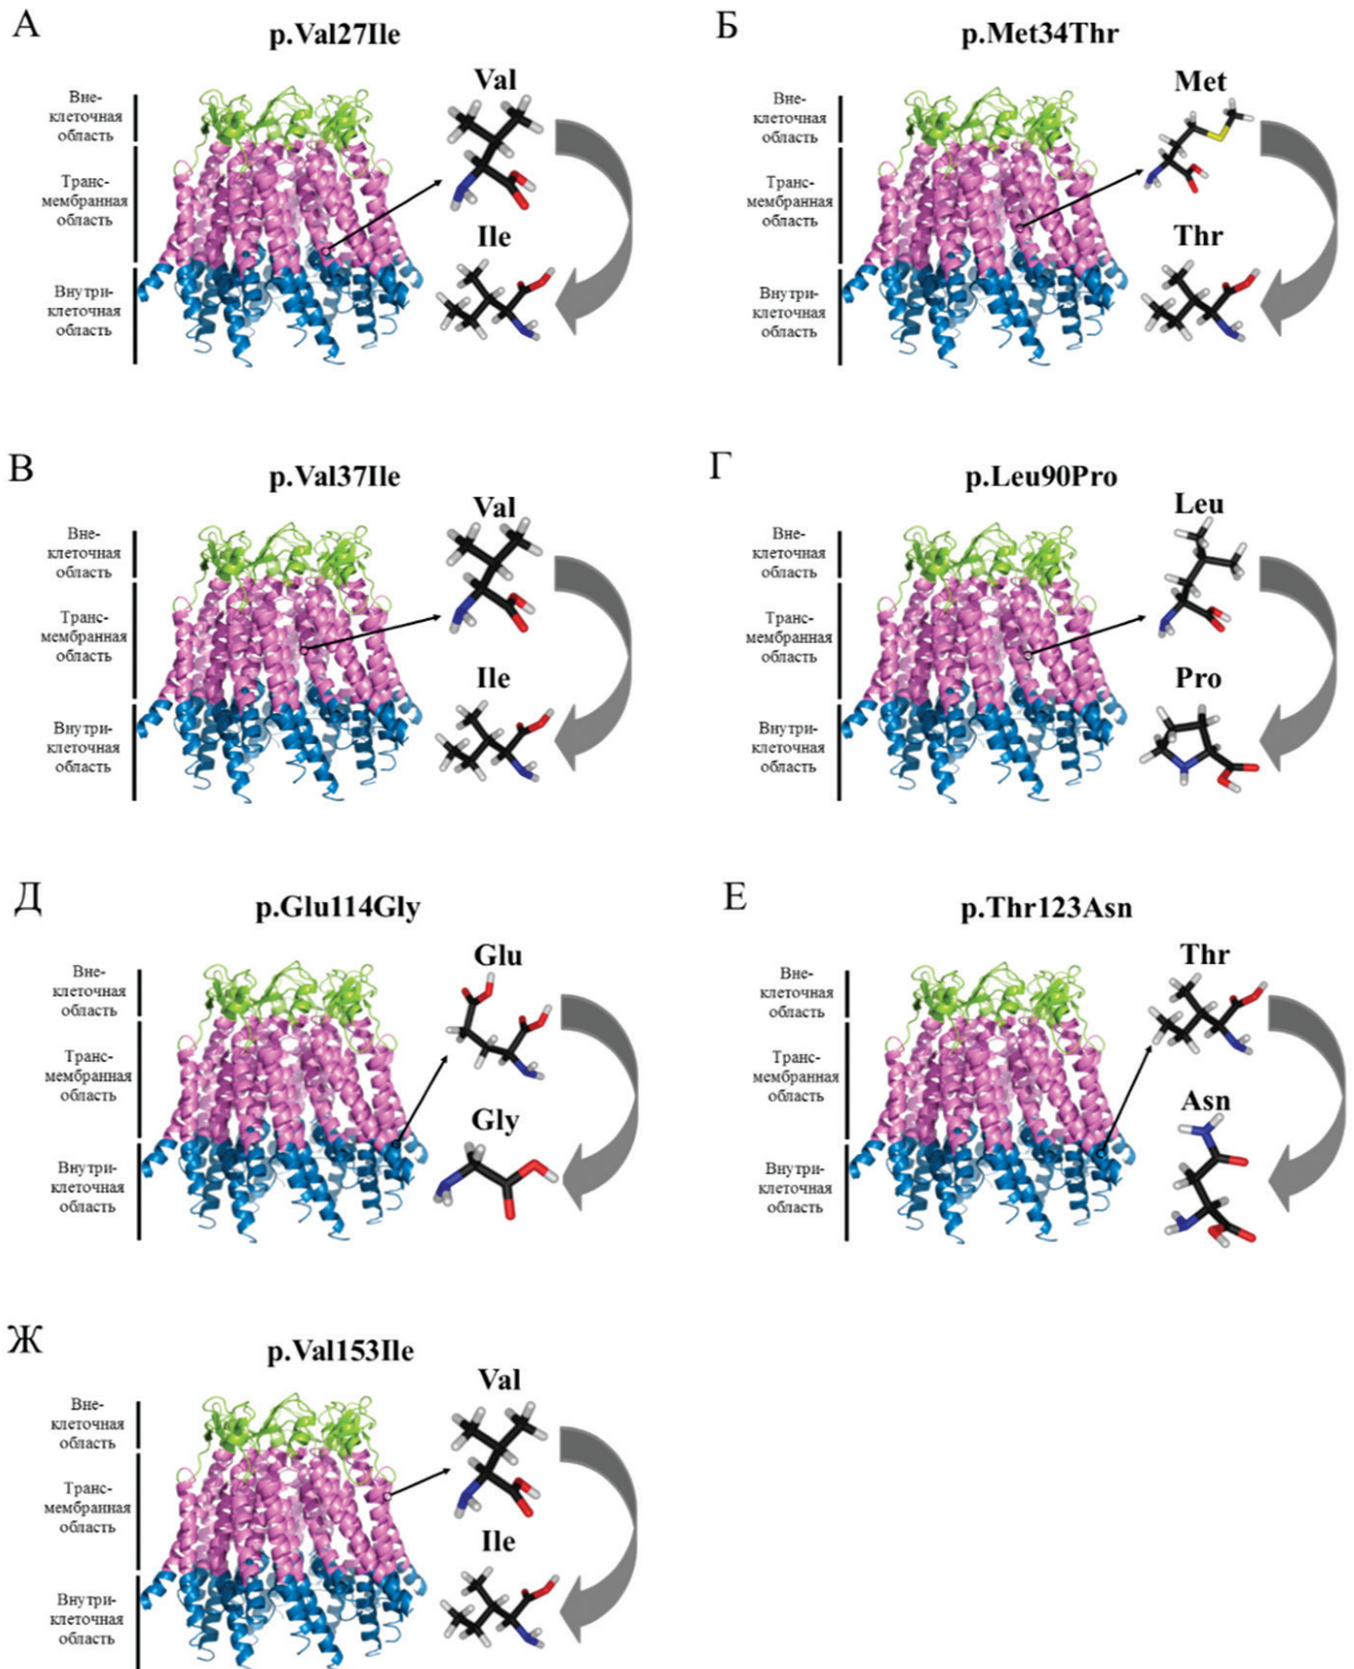 А
p.Val27Ile
Вне-
клеточная
область
Транс-
мембранная
область
Внутри-
клеточная
область
Val
Ile
Б
p.Met34Thr
Вне-
клеточная
область
Транс-
мембранная
область
Внутри-
клеточная
область
Met
Thr
В
p.Val37Ile
Вне-
клеточная
область
Транс-
мембранная
область
Внутри-
клеточная
область
Val
Ile
Г
p.Leu90Pro
Вне-
клеточная
область
Транс-
мембранная
область
Внутри-
клеточная
область
Leu
Pro
Д
p.Glu114Gly
Вне-
клеточная
область
Транс-
мембранная
область
Внутри-
клеточная
область
Glu
Gly
Е
p.Thr123Asn
Вне-
клеточная
область
Транс-
мембранная
область
Внутри-
клеточная
область
Thr
Asn
Ж
p.Val153Ile
Вне-
клеточная
область
Транс-
мембранная
область
Внутри-
клеточная
область
Val
Ile